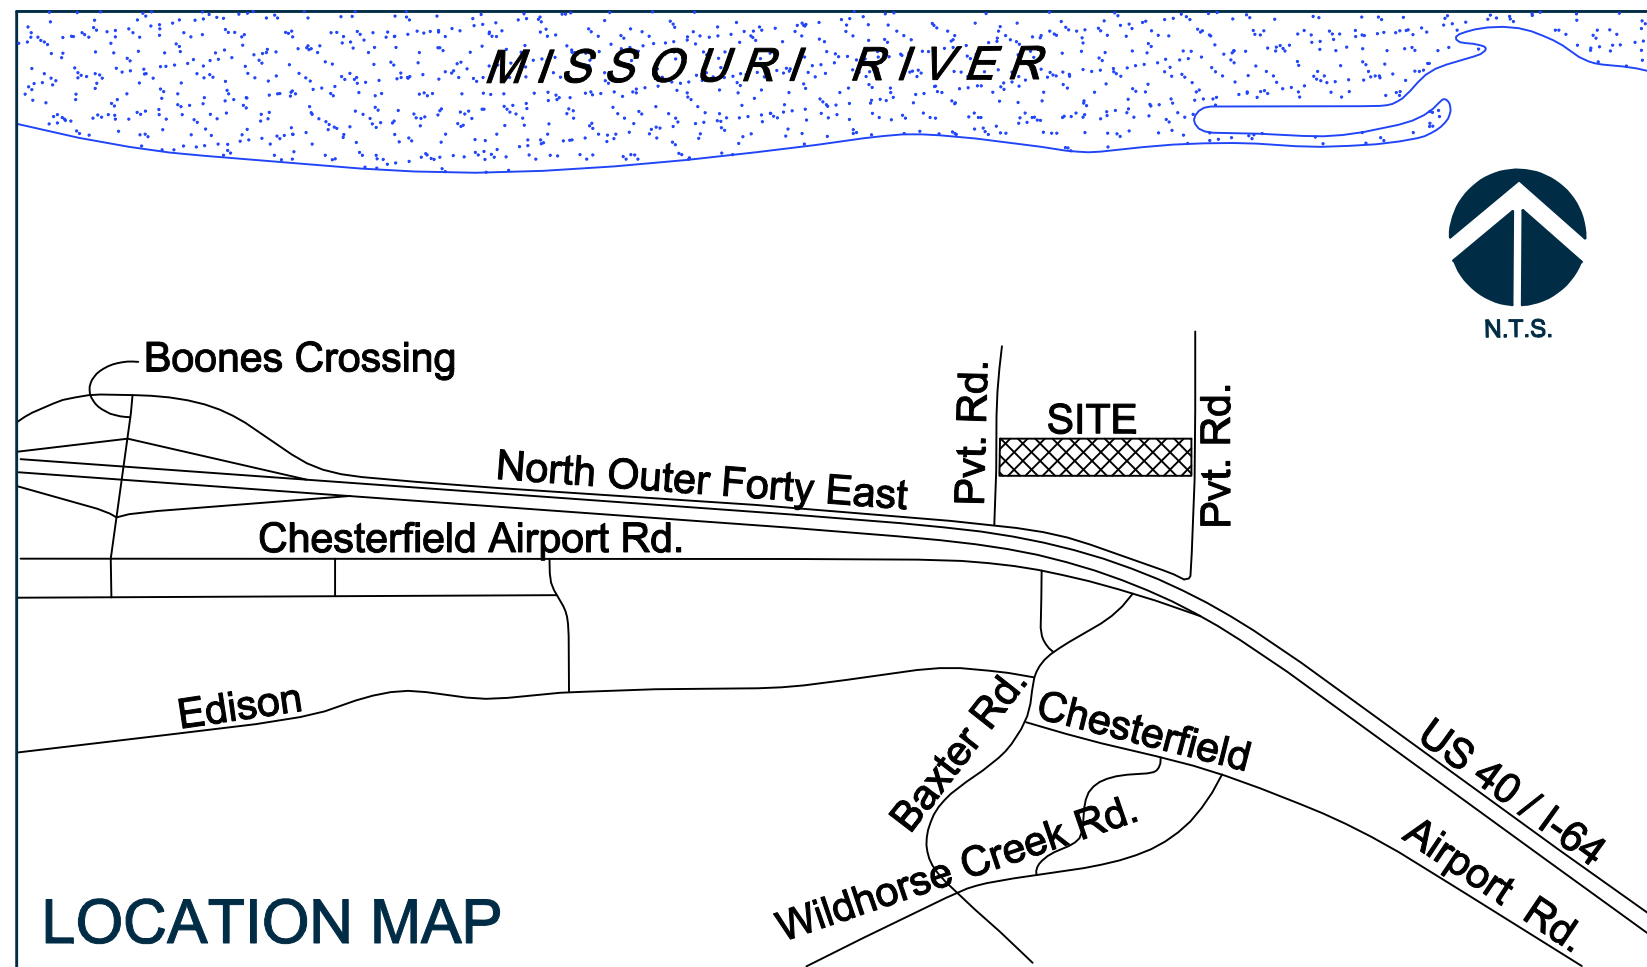 MISSOURI RIVER
N.T.S.
Boones Crossing
Pvt. Rd.
SITE
Pvt. Rd.
North Outer Forty East
Chesterfield Airport Rd.
Edison
Baxter Rd.
Chesterfield
Airport Rd.
US 40 / I-64
Wildhorse Creek Rd.
LOCATION MAP